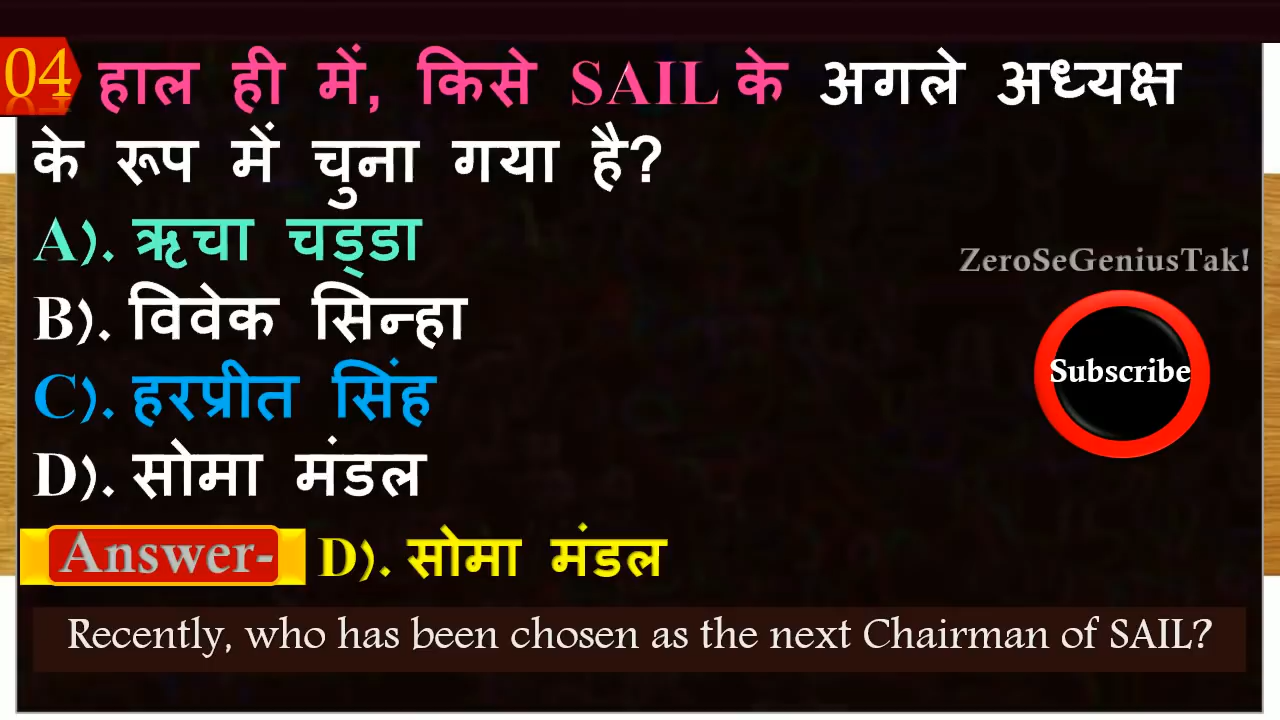 04 हाल ही में, किसे SAIL के अगले अध्यक्ष
के रूप में चुना गया है?
A). ऋचा चड्डा
ZeroSeGeniusTak!
B). विवेक सिन्हा
Subscribe
C). हरप्रीत सिंह
D). सोमा मंडल
Answer- D). सोमा मंडल
Recently, who has been chosen as the next Chairman of SAIL?